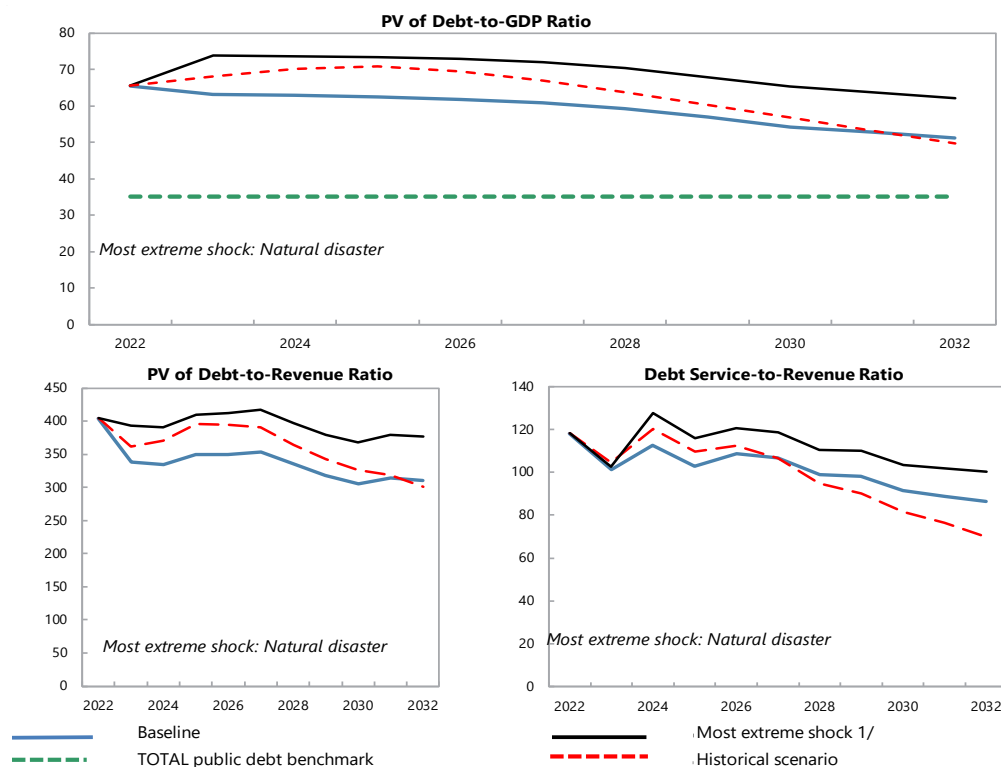 PV of Debt-to-GDP Ratio
80
70
60
50
40
30
20
10
0
Most extreme shock: Natural disaster
2022 2024 2026 2028 2030 2032
PV of Debt-to-Revenue Ratio
450
400
350
300
250
200
150
100
50
0
Most extreme shock: Natural disaster
2022 2024 2026 2028 2030 2032
Debt Service-to-Revenue Ratio
140
120
100
80
60
40
20
0
Most extreme shock: Natural disaster
2022 2024 2026 2028 2030 2032
Baseline
Most extreme shock 1/
TOTAL public debt benchmark
Historical scenario